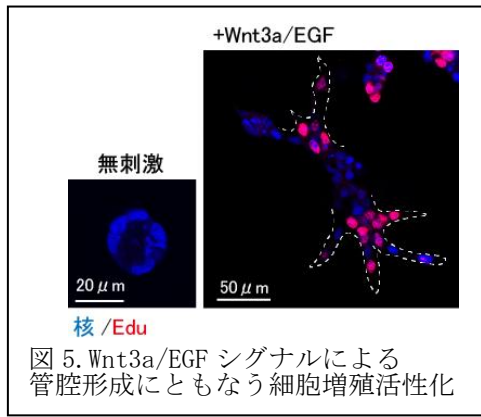 +Wnt3a/EGF
無刺激
20 μm
50 μm
核 /Edu
図 5.Wnt3a/EGF シグナルによる
管腔形成にともなう細胞増殖活性化